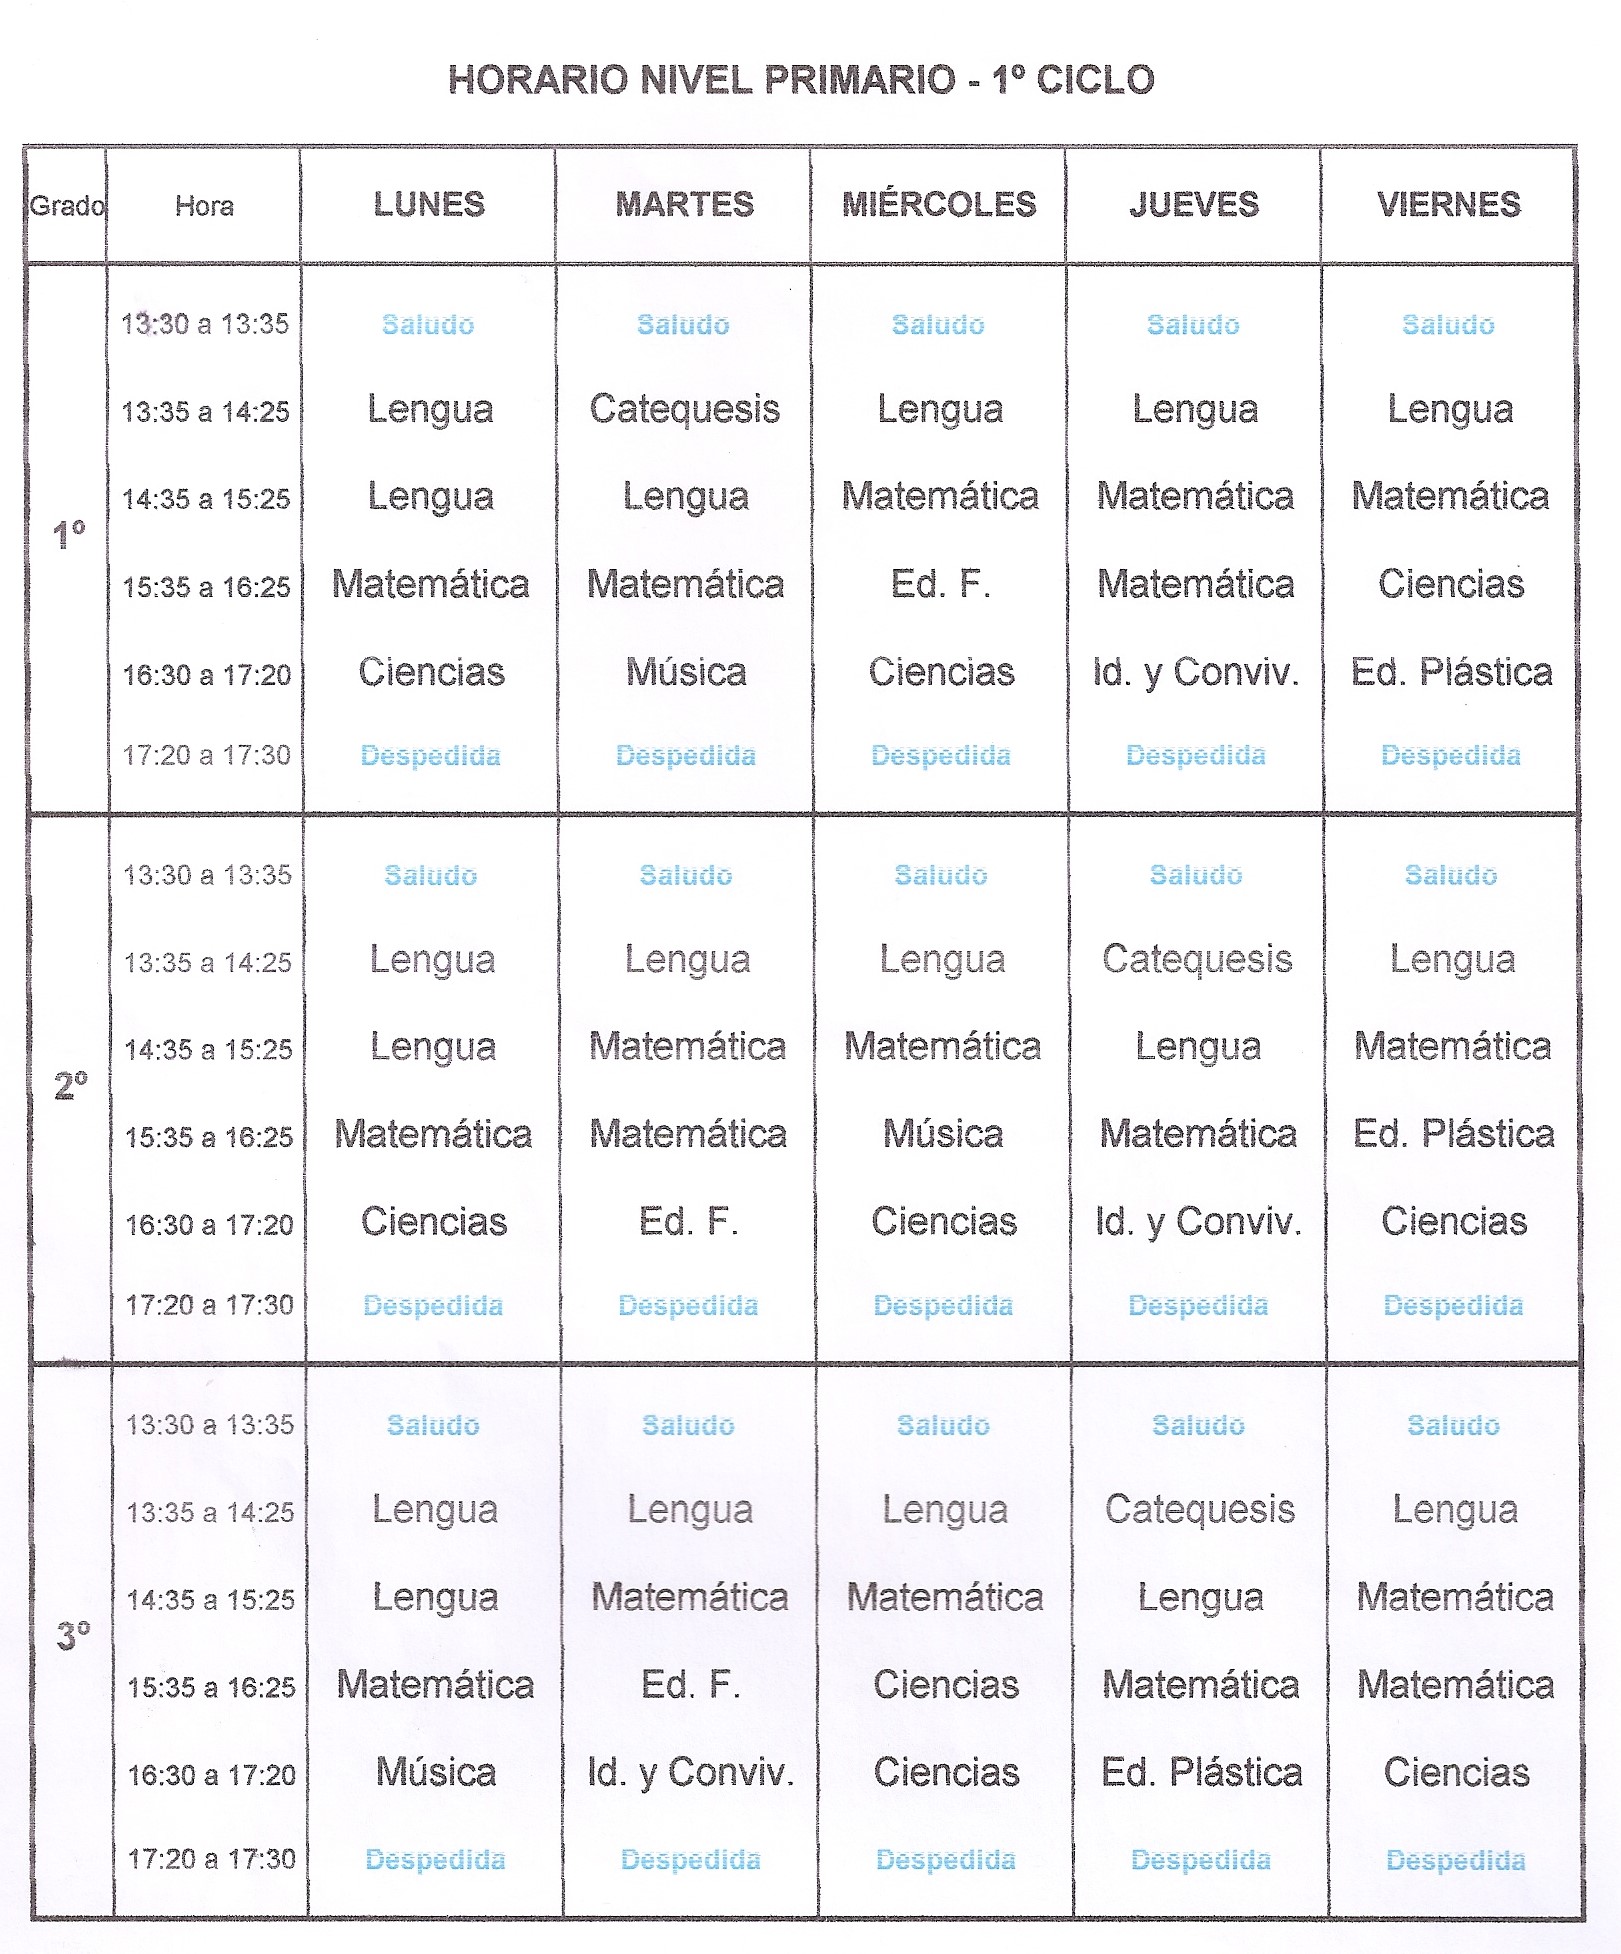 HORARIO NIVEL PRIMARIO - 1º CICLO
Grado Hora LUNES MARTES MIÉRCOLES JUEVES VIERNES
13:30 a 13:35 Saludo Saludo Saludo Saludo Saludo
13:35 a 14:25 Lengua Catequesis Lengua Lengua Lengua
14:35 a 15:25 Lengua Lengua Matemática Matemática Matemática
1º
15:35 a 16:25 Matemática Matemática Ed. F. Matemática Ciencias
16:30 a 17:20 Ciencias Música Ciencias Id. y Conviv. Ed. Plástica
17:20 a 17:30 Despedida Despedida Despedida Despedida Despedida
13:30 a 13:35 Saludo Saludo Saludo Saludo Saludo
13:35 a 14:25 Lengua Lengua Lengua Catequesis Lengua
14:35 a 15:25 Lengua Matemática Matemática Lengua Matemática
2º
15:35 a 16:25 Matemática Matemática Música Matemática Ed. Plástica
16:30 a 17:20 Ciencias Ed. F. Ciencias Id. y Conviv. Ciencias
17:20 a 17:30 Despedida Despedida Despedida Despedida Despedida
13:30 a 13:35 Saludo Saludo Saludo Saludo Saludo
13:35 a 14:25 Lengua Lengua Lengua Catequesis Lengua
14:35 a 15:25 Lengua Matemática Matemática Lengua Matemática
3º
15:35 a 16:25 Matemática Ed. F. Ciencias Matemática Matemática
16:30 a 17:20 Música Id. y Conviv. Ciencias Ed. Plástica Ciencias
17:20 a 17:30 Despedida Despedida Despedida Despedida Despedida